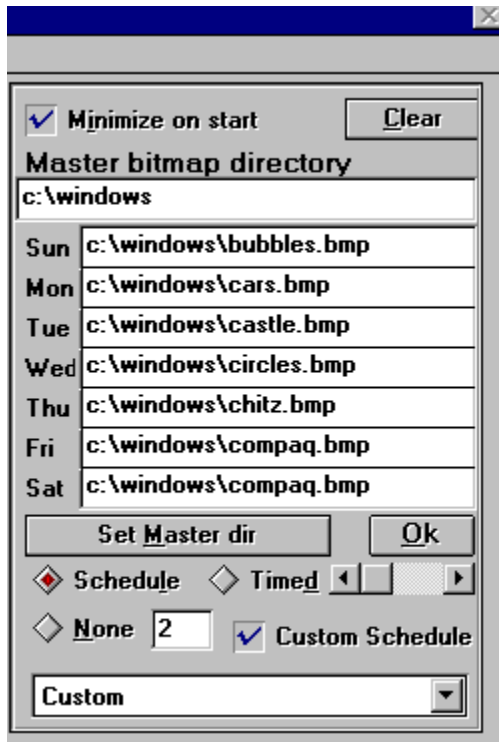 Minimize on start Clear
Master bitmap directory
c:\windows
Sun c:\windows\bubbles.bmp
Mon c:\windows\cars.bmp
Tue c:\windows\castle.bmp
Wed c:\windows\circles.bmp
Thu c:\windows\chitz.bmp
Fri c:\windows\compaq.bmp
Sat c:\windows\compaq.bmp
Set Master dir Ok
Schedule Timed
None 2 Custom Schedule
Custom